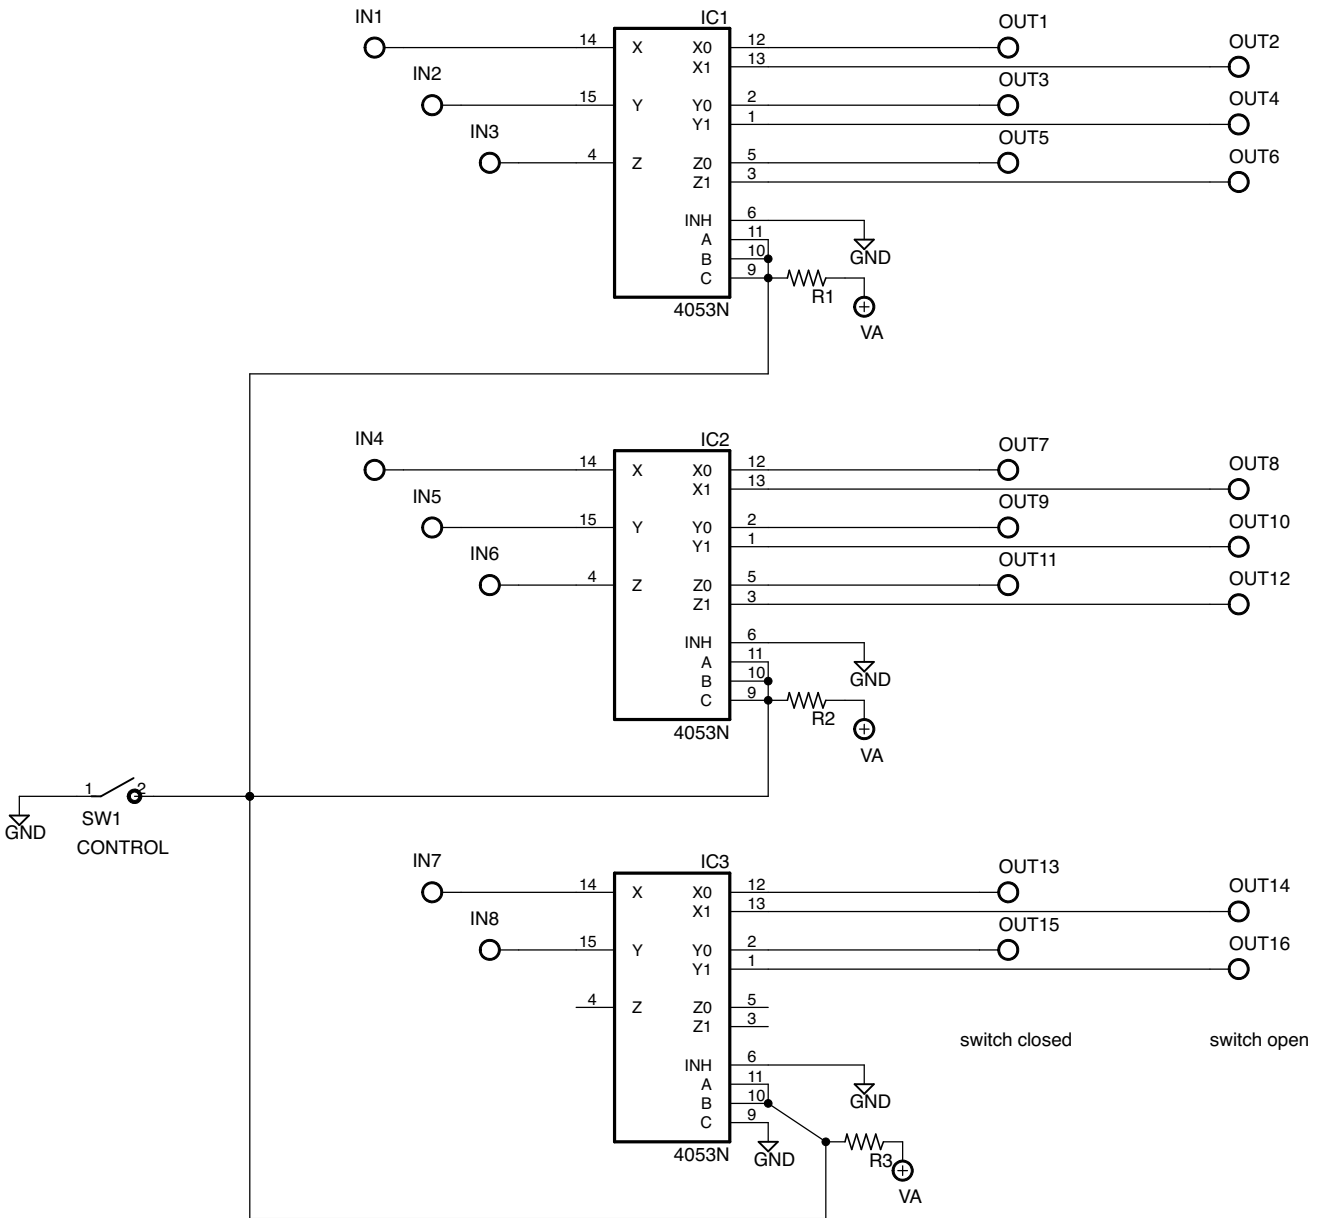 IN1 IC1 OUT1
14 X X0 12 OUT2
IN2 X1 13
OUT3
15 Y Y0 2 OUT4
IN3 Y1 1
OUT5
4 Z Z0 5 OUT6
Z1 3
INH 6
A 11
B 10 GND
C 9
R1
4053N
VA
IN4 IC2 OUT7
14 X X0 12 OUT8
IN5 X1 13
OUT9
15 Y Y0 2 OUT10
IN6 Y1 1
OUT11
4 Z Z0 5 OUT12
Z1 3
INH 6
A 11
B 10 GND
C 9
R2
4053N
VA
1 2
SW1
GND
CONTROL
IN7 IC3 OUT13
14 X X0 12 OUT14
IN8 X1 13
OUT15
15 Y Y0 2 OUT16
Y1 1
4 Z Z0 5
Z1 3
switch closed switch open
INH 6
A 11
B 10 GND
C 9
4053N GND R3
VA